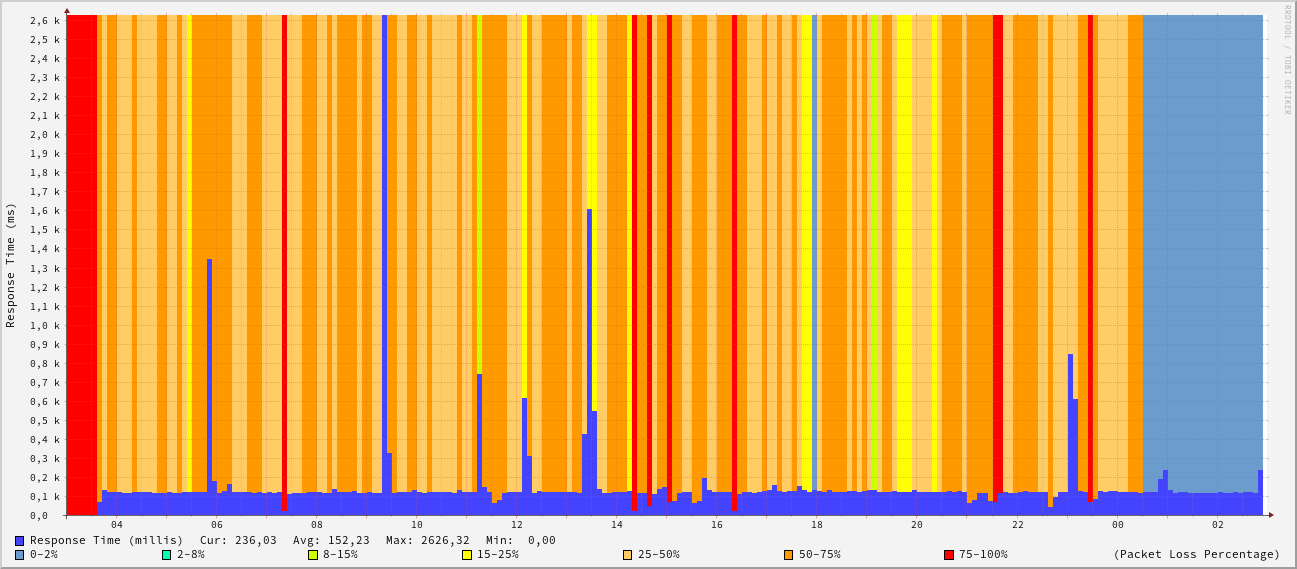 2,6 k
2,5 k
2,4 k
2,3 k
2,2 k
2,1 k
2,0 k
1,9 k
1,8 k
1,7 k
1,6 k
1,5 k
1,4 k
1,3 k
1,2 k
1,1 k
1,0 k
0,9 k
0,8 k
0,7 k
0,6 k
0,5 k
0,4 k
0,3 k
0,2 k
0,1 k
0,0
Response Time (ms)
RRDTOOL / TOBI OETIKER
04 06 08 10 12 14 16 18 20 22 00 02
Response Time (millis) Cur: 236,03 Avg: 152,23 Max: 2626,32 Min: 0,00
0-2% 2-8% 8-15% 15-25% 25-50% 50-75% 75-100% (Packet Loss Percentage)